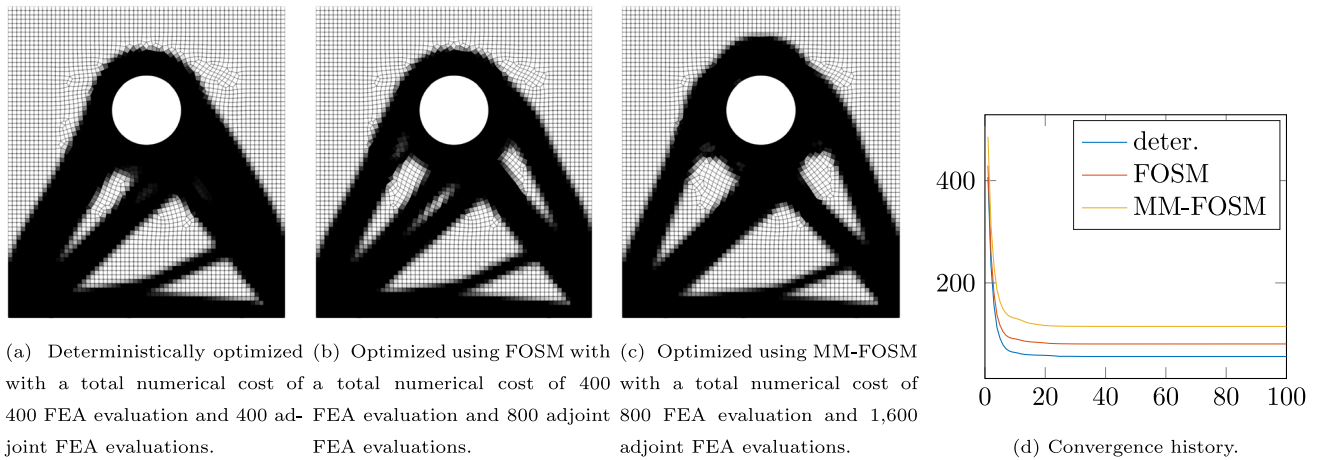 (a) Deterministically optimized
with a total numerical cost of
400 FEA evaluation and 400 ad-
joint FEA evaluations.
(b) Optimized using FOSM with
a total numerical cost of 400
FEA evaluation and 800 adjoint
FEA evaluations.
(c) Optimized using MM-FOSM
with a total numerical cost of
800 FEA evaluation and 1,600
adjoint FEA evaluations.
deter.
FOSM
MM-FOSM
400
200
0 20 40 60 80 100
(d) Convergence history.